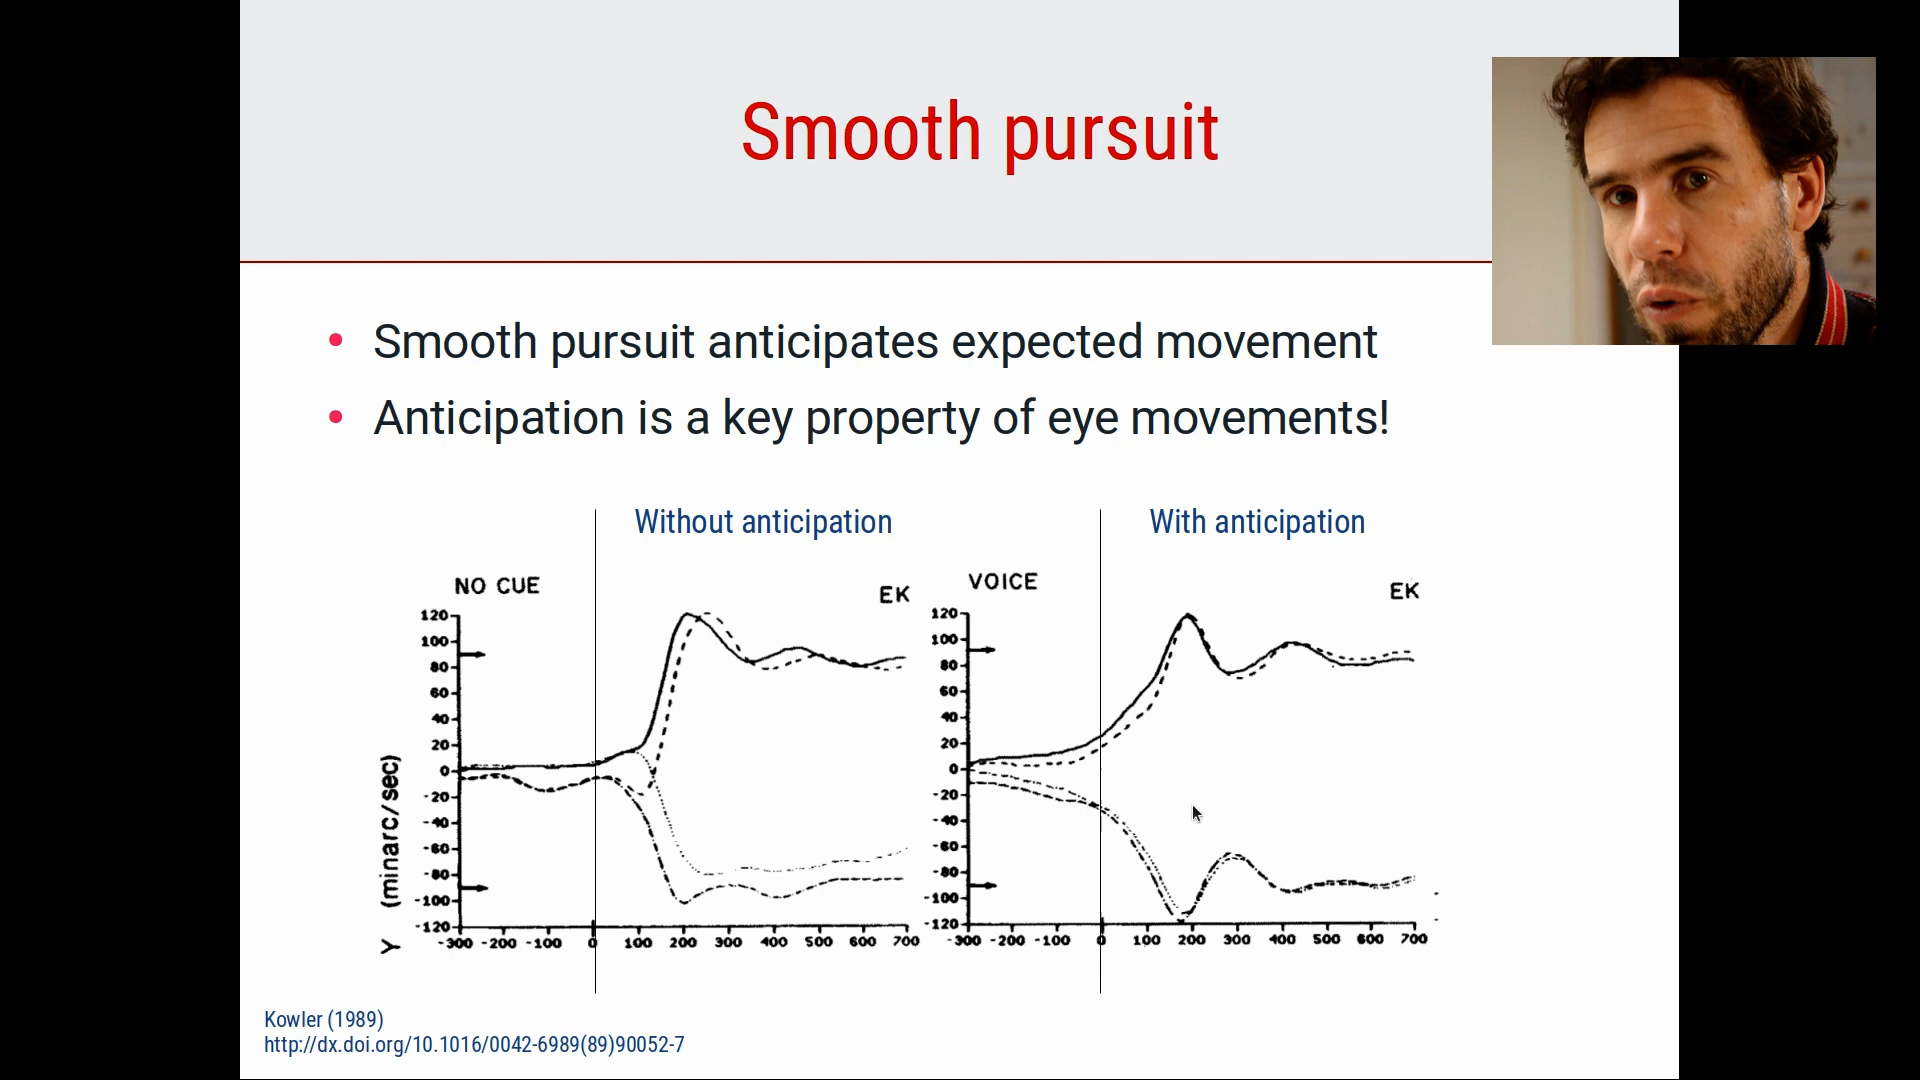 Smooth pursuit
• Smooth pursuit anticipates expected movement
• Anticipation is a key property of eye movements!
Without anticipation
With anticipation
NO CUE
EK
VOICE
EK
120
100
80
60
40
20
0
-20
-40
-60
-80
-100
-120
-300 -200 -100 0 100 200 300 400 500 600 700
120
100
80
60
40
20
0
-20
-40
-60
-80
-100
-120
-300 -200 -100 0 100 200 300 400 500 600 700
Y (minarc/sec)
Kowler (1989)
http://dx.doi.org/10.1016/0042-6989(89)90052-7